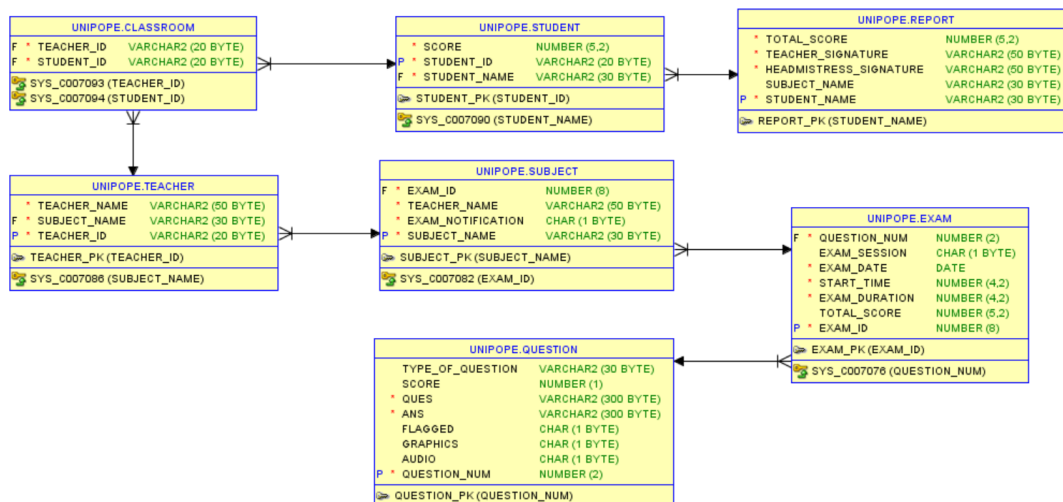 UNIPOPE.CLASSROOM
F * TEACHER_ID VARCHAR2 (20 BYTE)
F * STUDENT_ID VARCHAR2 (20 BYTE)
SYS_C007093 (TEACHER_ID)
SYS_C007094 (STUDENT_ID)
UNIPOPE.STUDENT
* SCORE NUMBER (5,2)
P * STUDENT_ID VARCHAR2 (20 BYTE)
F * STUDENT_NAME VARCHAR2 (30 BYTE)
STUDENT_PK (STUDENT_ID)
SYS_C007090 (STUDENT_NAME)
UNIPOPE.REPORT
* TOTAL_SCORE NUMBER (5,2)
* TEACHER_SIGNATURE VARCHAR2 (50 BYTE)
* HEADMISTRESS_SIGNATURE VARCHAR2 (50 BYTE)
SUBJECT_NAME VARCHAR2 (30 BYTE)
P * STUDENT_NAME VARCHAR2 (30 BYTE)
REPORT_PK (STUDENT_NAME)
UNIPOPE.TEACHER
* TEACHER_NAME VARCHAR2 (50 BYTE)
F * SUBJECT_NAME VARCHAR2 (30 BYTE)
P * TEACHER_ID VARCHAR2 (20 BYTE)
TEACHER_PK (TEACHER_ID)
SYS_C007086 (SUBJECT_NAME)
UNIPOPE.SUBJECT
F * EXAM_ID NUMBER (8)
* TEACHER_NAME VARCHAR2 (50 BYTE)
* EXAM_NOTIFICATION CHAR (1 BYTE)
P * SUBJECT_NAME VARCHAR2 (30 BYTE)
SUBJECT_PK (SUBJECT_NAME)
SYS_C007082 (EXAM_ID)
UNIPOPE.EXAM
F * QUESTION_NUM NUMBER (2)
EXAM_SESSION CHAR (1 BYTE)
* EXAM_DATE DATE
* START_TIME NUMBER (4,2)
* EXAM_DURATION NUMBER (4,2)
TOTAL_SCORE NUMBER (5,2)
P * EXAM_ID NUMBER (8)
EXAM_PK (EXAM_ID)
SYS_C007076 (QUESTION_NUM)
UNIPOPE.QUESTION
TYPE_OF_QUESTION VARCHAR2 (30 BYTE)
SCORE NUMBER (1)
* QUES VARCHAR2 (300 BYTE)
* ANS VARCHAR2 (300 BYTE)
FLAGGED CHAR (1 BYTE)
GRAPHICS CHAR (1 BYTE)
AUDIO CHAR (1 BYTE)
P * QUESTION_NUM NUMBER (2)
QUESTION_PK (QUESTION_NUM)